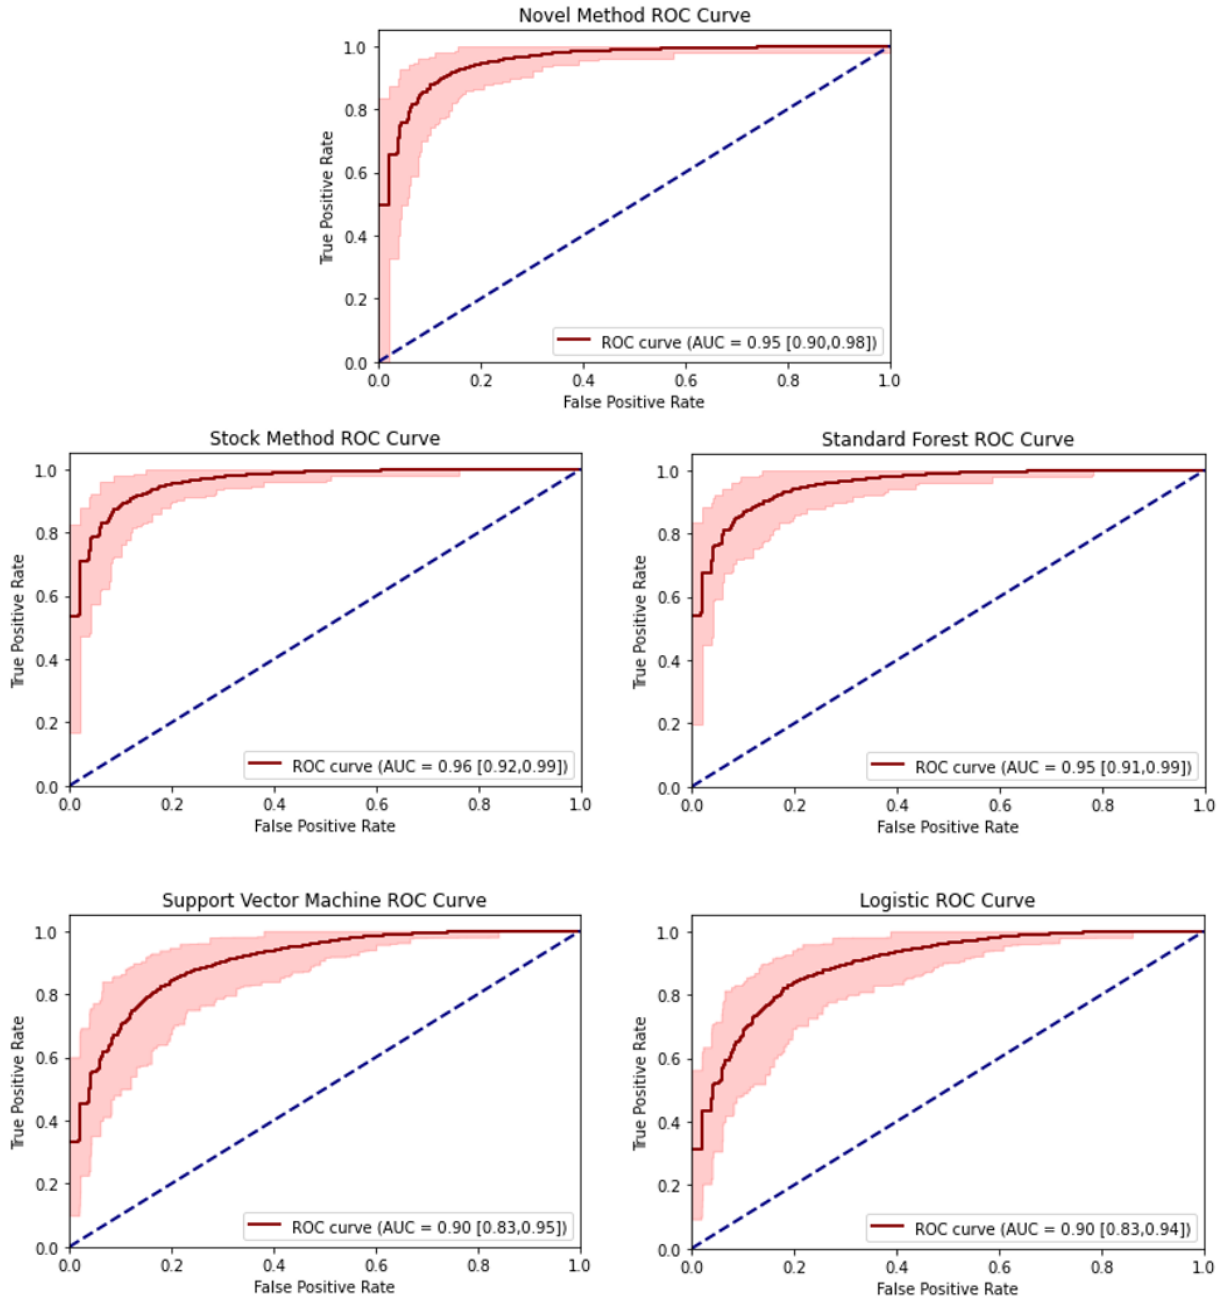 Novel Method ROC Curve
1.0
0.8
0.6
0.4
0.2
0.0
True Positive Rate
ROC curve (AUC = 0.95 [0.90,0.98])
0.0 0.2 0.4 0.6 0.8 1.0
False Positive Rate
Stock Method ROC Curve
1.0
0.8
0.6
0.4
0.2
0.0
True Positive Rate
ROC curve (AUC = 0.96 [0.92,0.99])
0.0 0.2 0.4 0.6 0.8 1.0
False Positive Rate
Standard Forest ROC Curve
1.0
0.8
0.6
0.4
0.2
0.0
True Positive Rate
ROC curve (AUC = 0.95 [0.91,0.99])
0.0 0.2 0.4 0.6 0.8 1.0
False Positive Rate
Support Vector Machine ROC Curve
1.0
0.8
0.6
0.4
0.2
0.0
True Positive Rate
ROC curve (AUC = 0.90 [0.83,0.95])
0.0 0.2 0.4 0.6 0.8 1.0
False Positive Rate
Logistic ROC Curve
1.0
0.8
0.6
0.4
0.2
0.0
True Positive Rate
ROC curve (AUC = 0.90 [0.83,0.94])
0.0 0.2 0.4 0.6 0.8 1.0
False Positive Rate